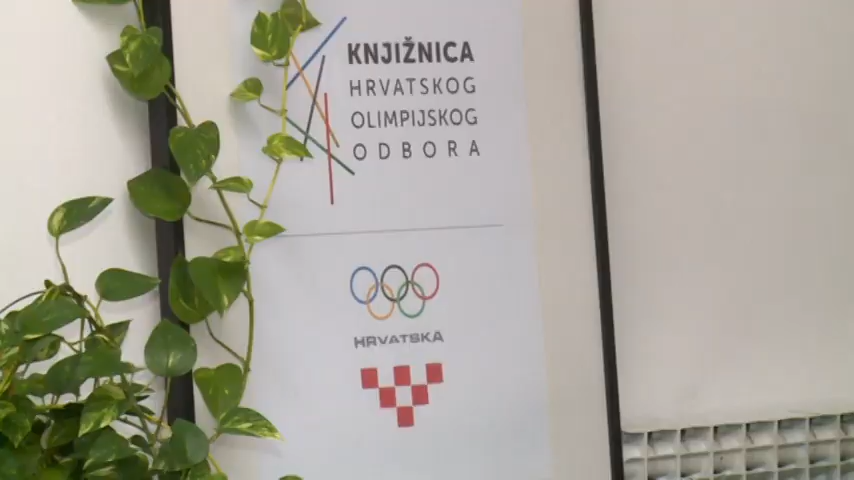 KNJIŽNICA
HRVATSKOG
OLIMPIJSKOG
ODBORA
HRVATSKA